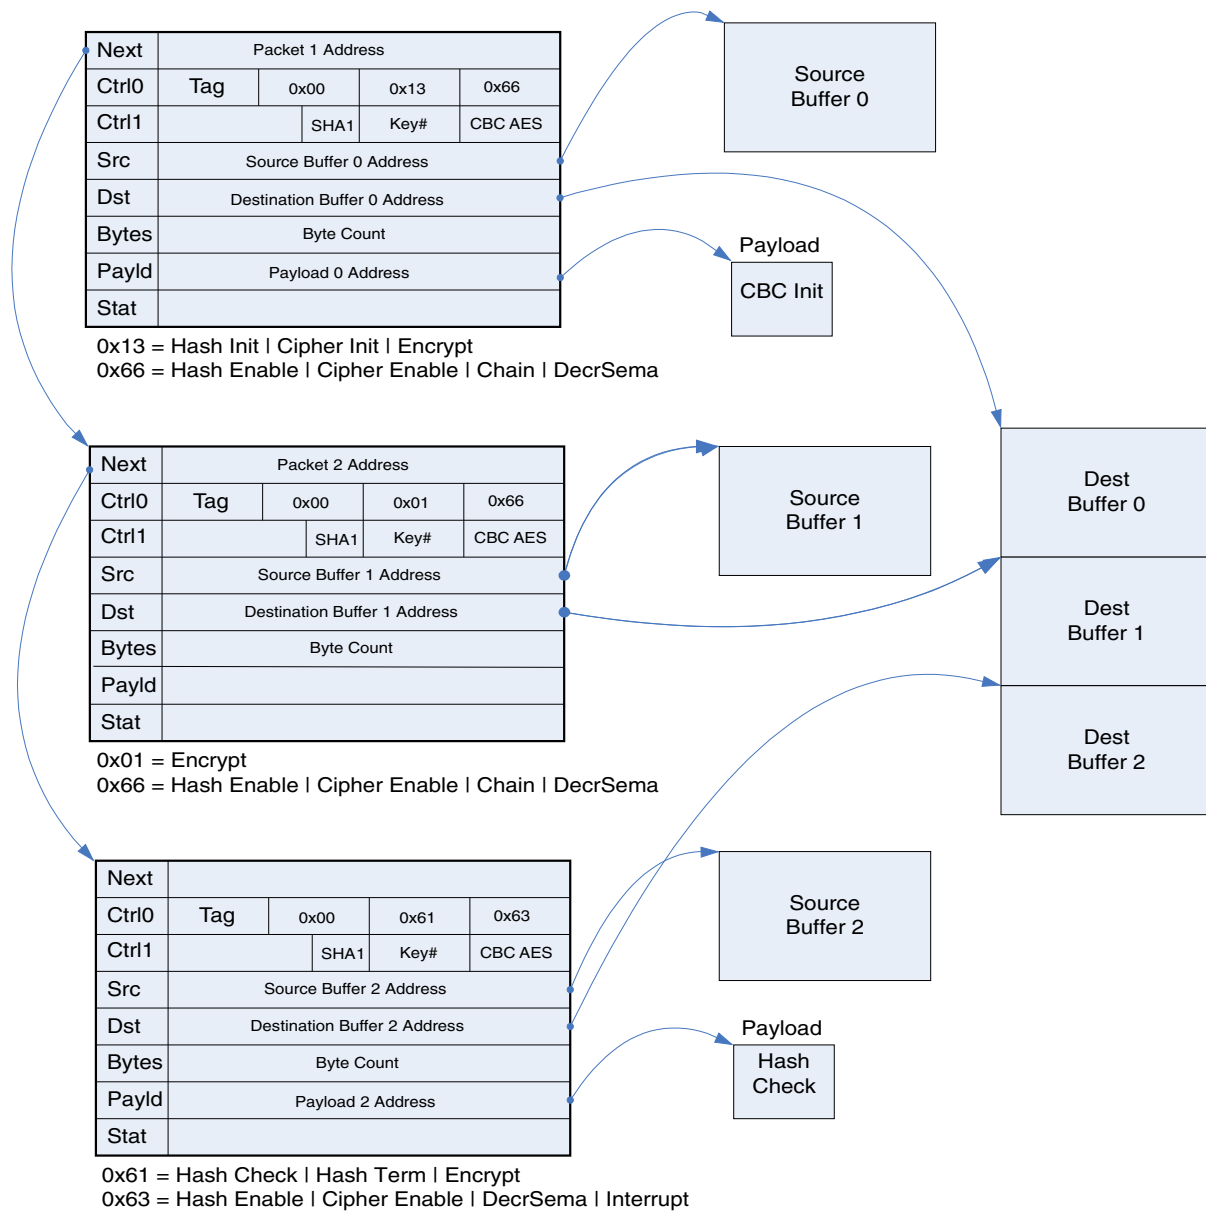 Next Packet 1 Address
Ctrl0 Tag 0x00 0x13 0x66
Ctrl1 SHA1 Key# CBC AES
Src Source Buffer 0 Address
Dst Destination Buffer 0 Address
Bytes Byte Count
Payld Payload 0 Address
Stat
0x13 = Hash Init | Cipher Init | Encrypt
0x66 = Hash Enable | Cipher Enable | Chain | DecrSema
Source
Buffer 0
Payload
CBC Init
Next Packet 2 Address
Ctrl0 Tag 0x00 0x01 0x66
Ctrl1 SHA1 Key# CBC AES
Src Source Buffer 1 Address
Dst Destination Buffer 1 Address
Bytes Byte Count
Payld
Stat
0x01 = Encrypt
0x66 = Hash Enable | Cipher Enable | Chain | DecrSema
Source
Buffer 1
Dest
Buffer 0
Dest
Buffer 1
Dest
Buffer 2
Next
Ctrl0 Tag 0x00 0x61 0x63
Ctrl1 SHA1 Key# CBC AES
Src Source Buffer 2 Address
Dst Destination Buffer 2 Address
Bytes Byte Count
Payld Payload 2 Address
Stat
0x61 = Hash Check | Hash Term | Encrypt
0x63 = Hash Enable | Cipher Enable | DecrSema | Interrupt
Source
Buffer 2
Payload
Hash
Check